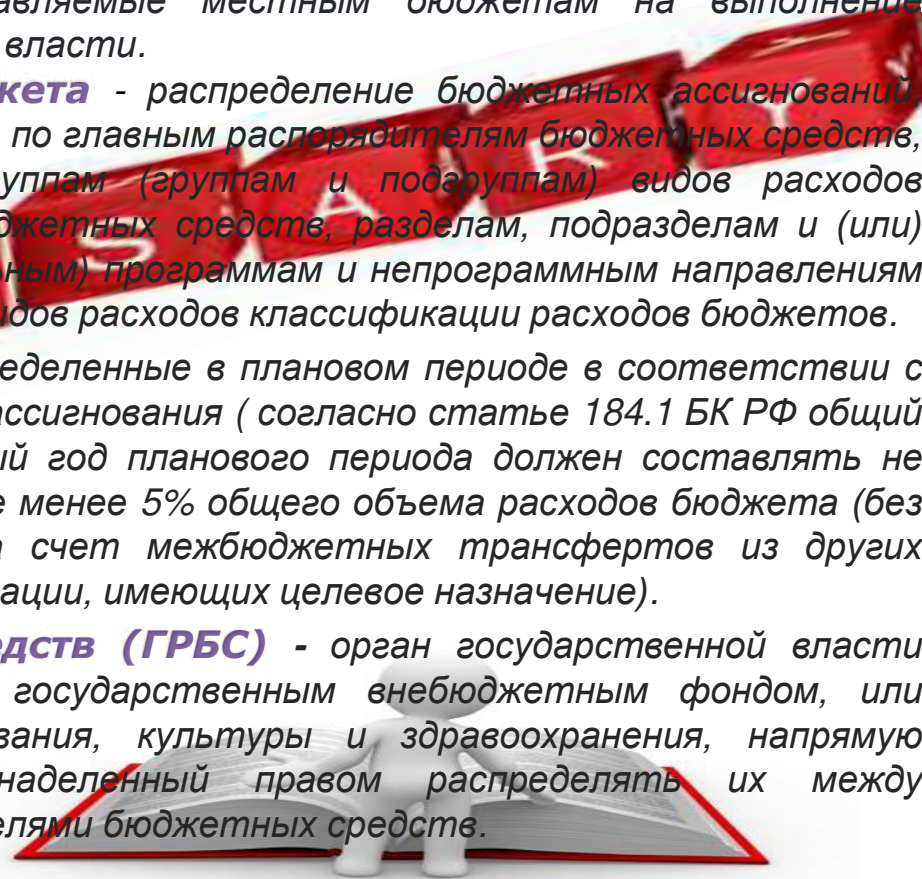 авляемые местным бюджетам на выполнение
власти.
кета - распределение бюджетных ассигнований
по главным распорядителям бюджетных средств,
уппам (группам и подгруппам) видов расходов
джетных средств, разделам, подразделам и (или)
ьным) программам и непрограммным направлениям
идов расходов классификации расходов бюджетов.
еделенные в плановом периоде в соответствии с
ассигнования ( согласно статье 184.1 БК РФ общий
ый год планового периода должен составлять не
е менее 5% общего объема расходов бюджета (без
а счет межбюджетных трансфертов из других
ации, имеющих целевое назначение).
едств (ГРБС) - орган государственной власти
государственным внебюджетным фондом, или
вания, культуры и здравоохранения, напрямую
наделенный правом распределять их между
елями бюджетных средств.
S A R Y